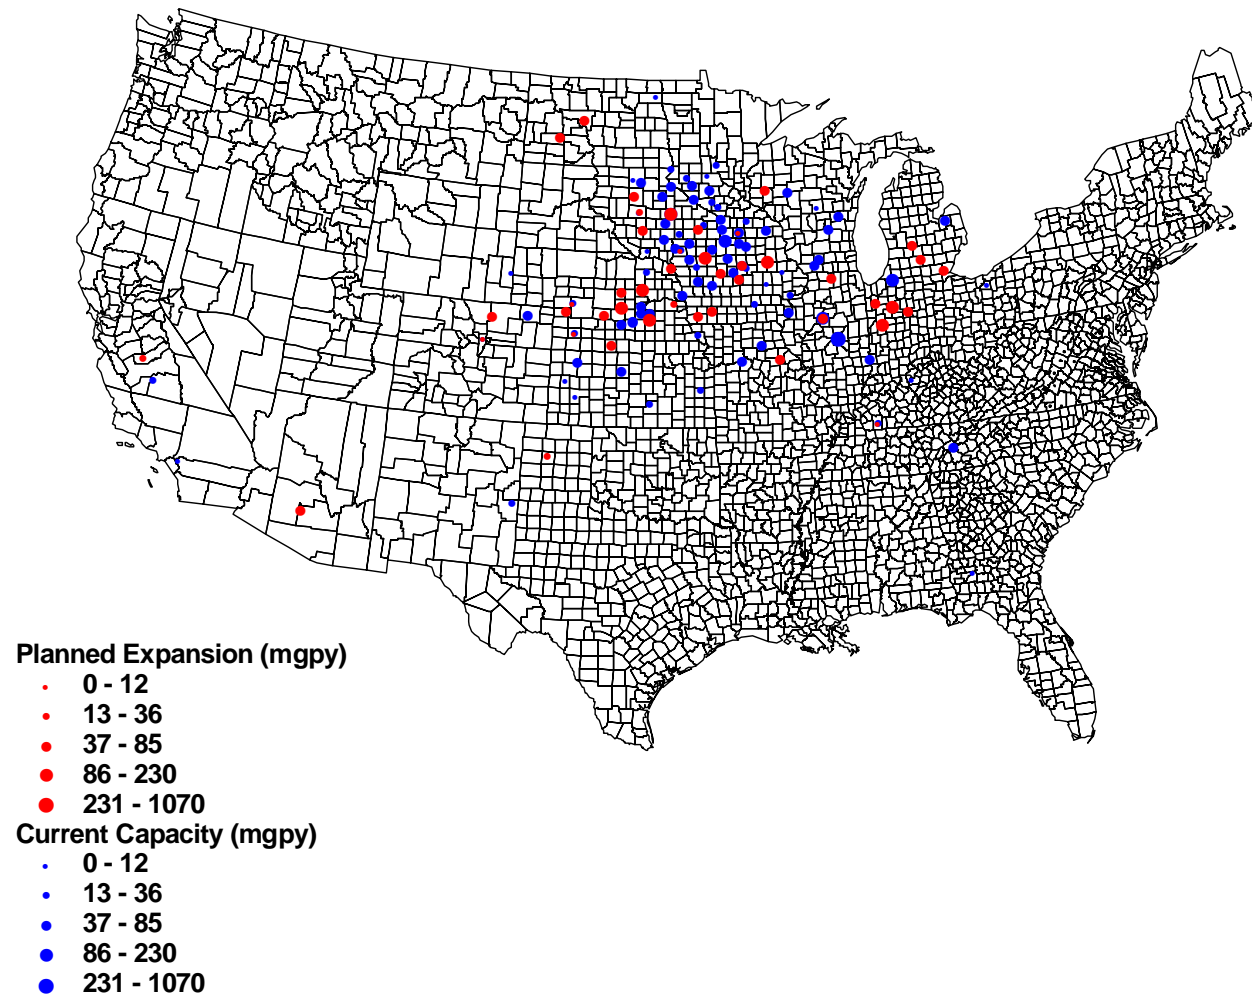 Planned Expansion (mgpy)
0 - 12
13 - 36
37 - 85
86 - 230
231 - 1070
Current Capacity (mgpy)
0 - 12
13 - 36
37 - 85
86 - 230
231 - 1070